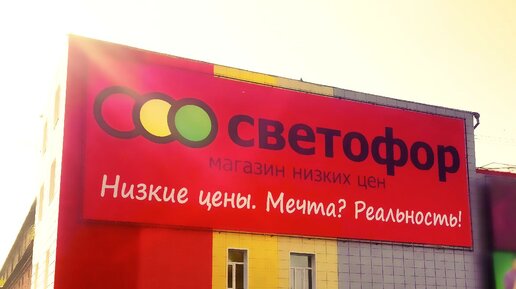 светофор
магазин низких цен
Низкие цены. Мечта? Реальность!